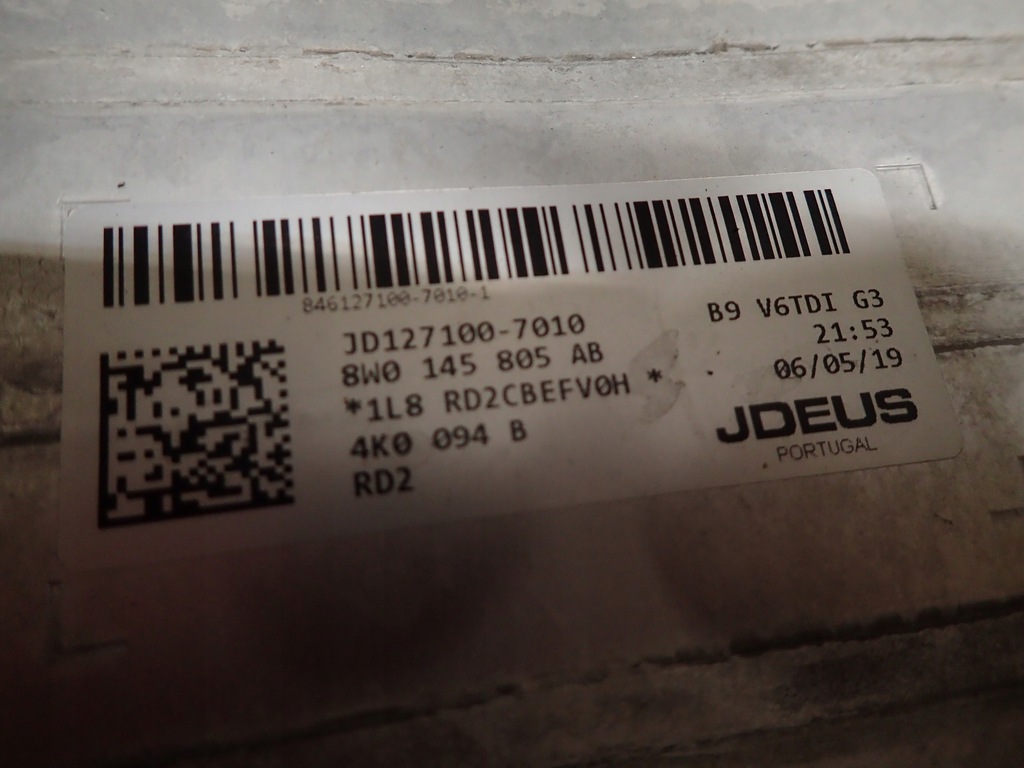 846127100-7010-1
JD127100-7010
8W0 145 805 AB
*1L8 RD2CBEFV0H *
4K0 094 B
RD2
B9 V6TDI G3
21:53
06/05/19
JDEUS
PORTUGAL